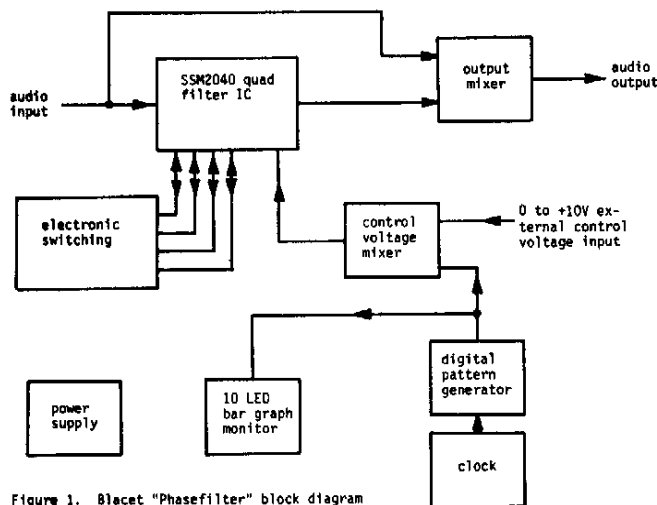 SSM2040 quad
filter IC
output
mixer
audio
output
audio
input
electronic
switching
control
voltage
mixer
0 to +10V ex-
ternal control
voltage input
digital
pattern
generator
power
supply
10 LED
bar graph
monitor
clock
Figure 1. Blacet "Phasefilter" block diagram